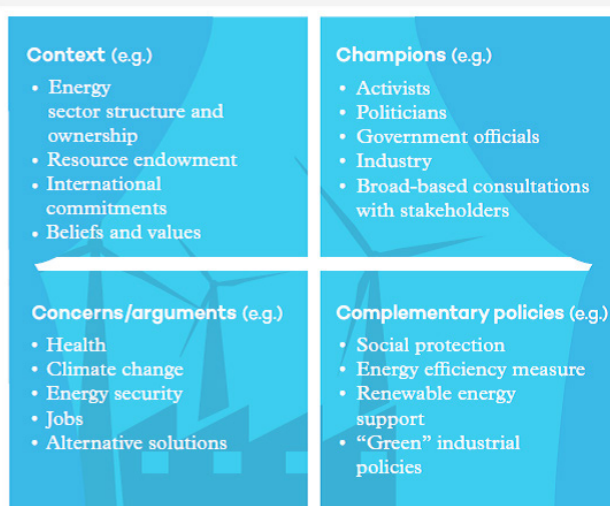 Context (e.g.)
• Energy
sector structure and
ownership
• Resource endowment
• International
commitments
• Beliefs and values
Champions (e.g.)
• Activists
• Politicians
• Government officials
• Industry
• Broad-based consultations
with stakeholders
Concerns/arguments (e.g.)
• Health
• Climate change
• Energy security
• Jobs
• Alternative solutions
Complementary policies (e.g.)
• Social protection
• Energy efficiency measure
• Renewable energy
support
• “Green” industrial
policies